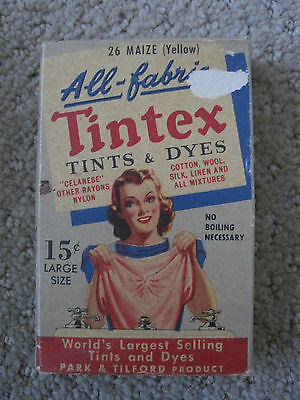 26 MAIZE (Yellow)
All-fabric
Tintex
TINTS & DYES
"CELANESE"
OTHER RAYONS
NYLON
COTTON, WOOL,
SILK, LINEN AND
ALL MIXTURES
NO
BOILING
NECESSARY
15¢
LARGE
SIZE
World's Largest Selling
Tints and Dyes
PARK & TILFORD PRODUCT